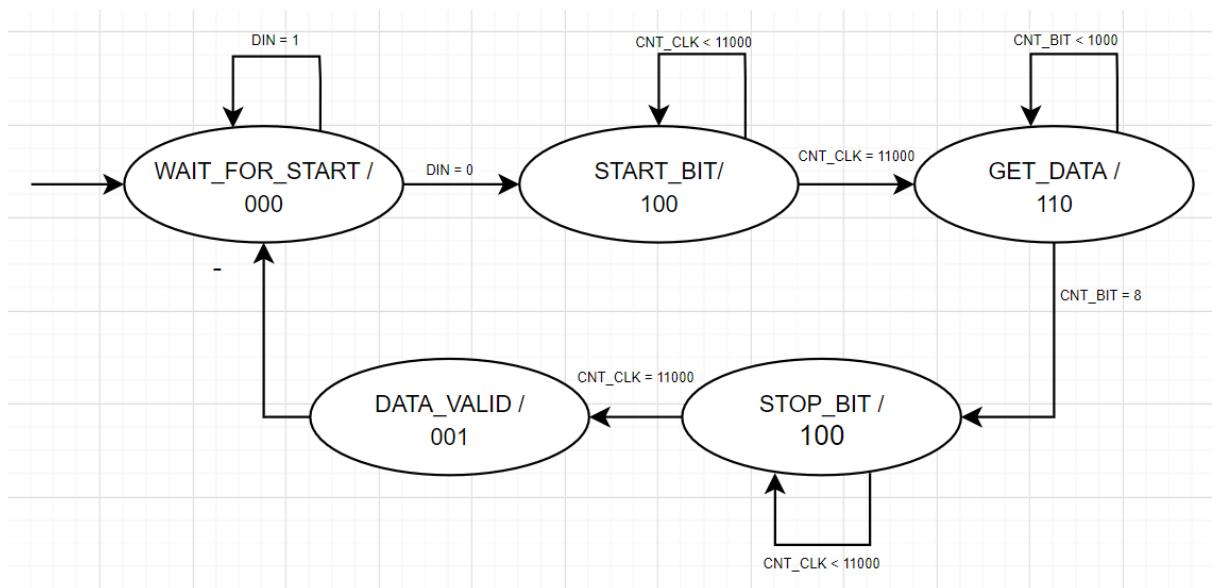 DIN = 1
CNT_CLK < 11000
CNT_BIT < 1000
WAIT_FOR_START /
000
DIN = 0
START_BIT/
100
CNT_CLK = 11000
GET_DATA /
110
-
CNT_BIT = 8
DATA_VALID /
001
CNT_CLK = 11000
STOP_BIT /
100
CNT_CLK < 11000